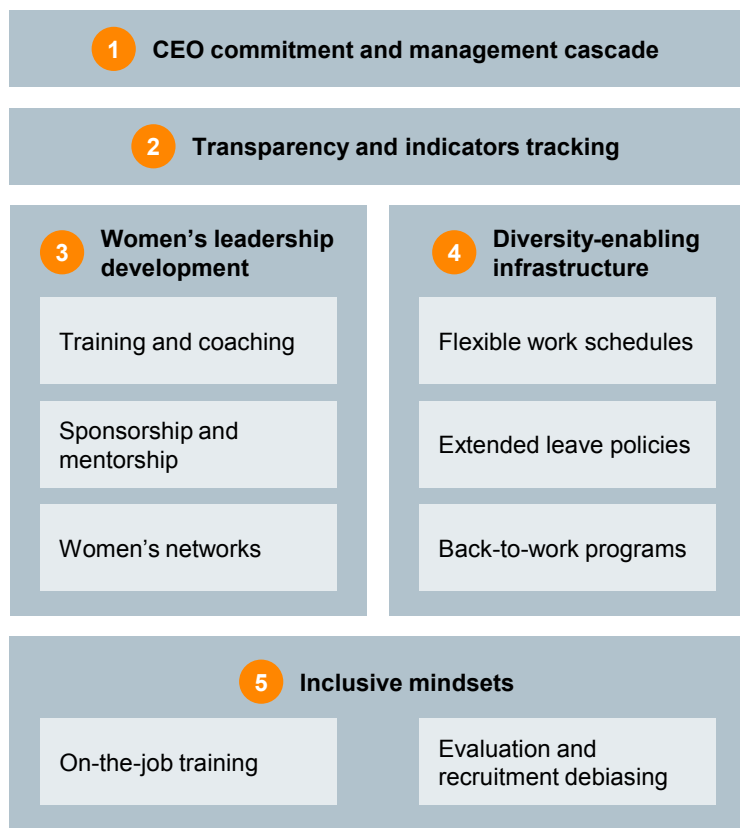 1 CEO commitment and management cascade
2 Transparency and indicators tracking
3 Women’s leadership
development
Training and coaching
Sponsorship and
mentorship
Women’s networks
4 Diversity-enabling
infrastructure
Flexible work schedules
Extended leave policies
Back-to-work programs
5 Inclusive mindsets
On-the-job training
Evaluation and
recruitment debiasing